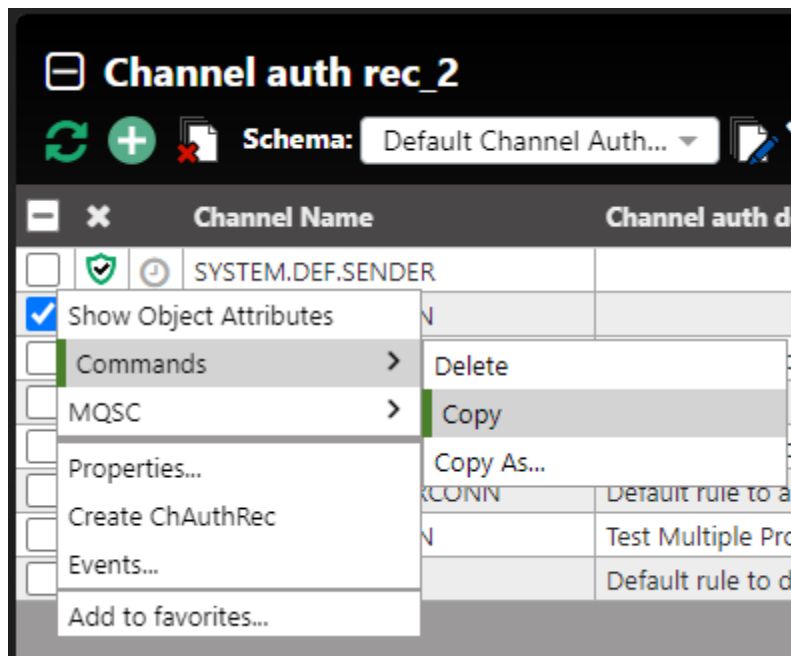 Channel auth rec_2
Schema: Default Channel Auth...
Channel Name Channel auth d
SYSTEM.DEF.SENDER
Show Object Attributes N
Commands Delete
MQSC Copy
Copy As...
Properties...
CONN Default rule to a
Create ChAuthRec
N Test Multiple Pro
Events...
Default rule to d
Add to favorites...